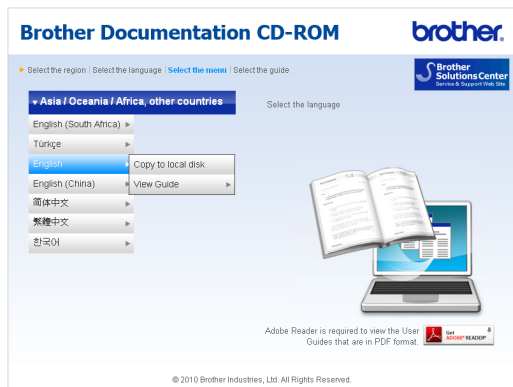 Brother Documentation CD-ROM
brother
Select the region | Select the language | Select the menu | Select the guide
Brother
Solutions Center
Service & Support Web Site
Asia / Oceania / Africa, other countries
Select the language
English (South Africa)
Türkçe
English
Copy to local disk
English (China)
View Guide
简体中文
繁體中文
한국어
Adobe Reader is required to view the User
Guides that are in PDF format.
Get
ADOBE® READER®
© 2010 Brother Industries, Ltd. All Rights Reserved.